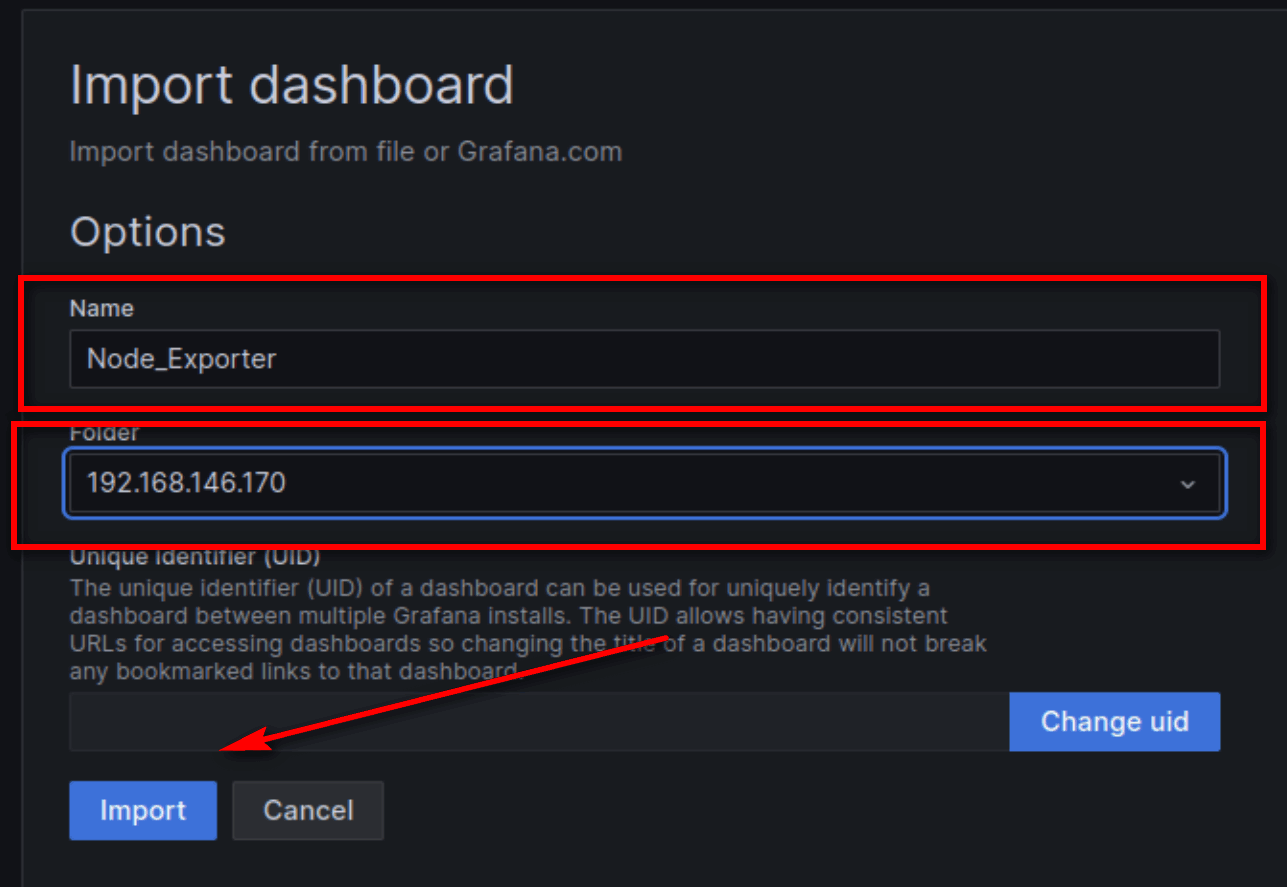 Import dashboard
Import dashboard from file or Grafana.com
Options
Name
Node_Exporter
Folder
192.168.146.170
Unique identifier (UID)
The unique identifier (UID) of a dashboard can be used for uniquely identify a
dashboard between multiple Grafana installs. The UID allows having consistent
URLs for accessing dashboards so changing the title of a dashboard will not break
any bookmarked links to that dashboard.
Change uid
Import Cancel